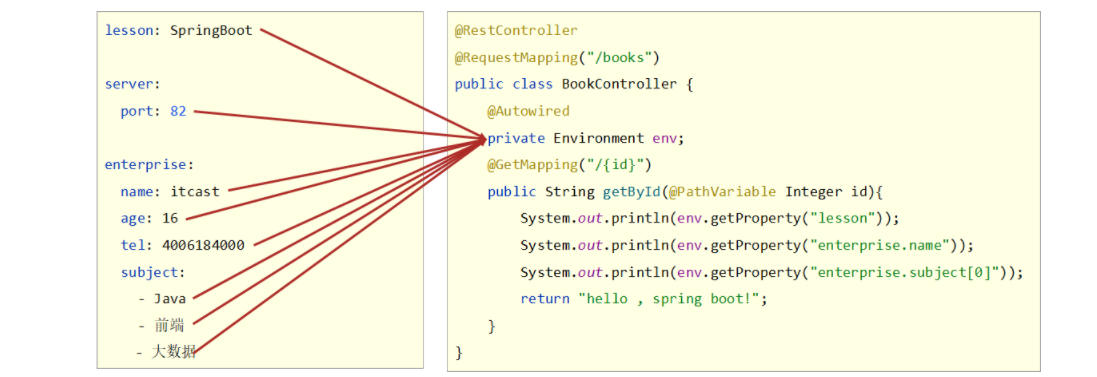 lesson: SpringBoot
server:
port: 82
enterprise:
name: itcast
age: 16
tel: 4006184000
subject:
- Java
- 前端
- 大数据
@RestController
@RequestMapping("/books")
public class BookController {
@Autowired
private Environment env;
@GetMapping("/{id}")
public String getById(@PathVariable Integer id){
System.out.println(env.getProperty("lesson"));
System.out.println(env.getProperty("enterprise.name"));
System.out.println(env.getProperty("enterprise.subject[0]"));
return "hello , spring boot!";
}
}